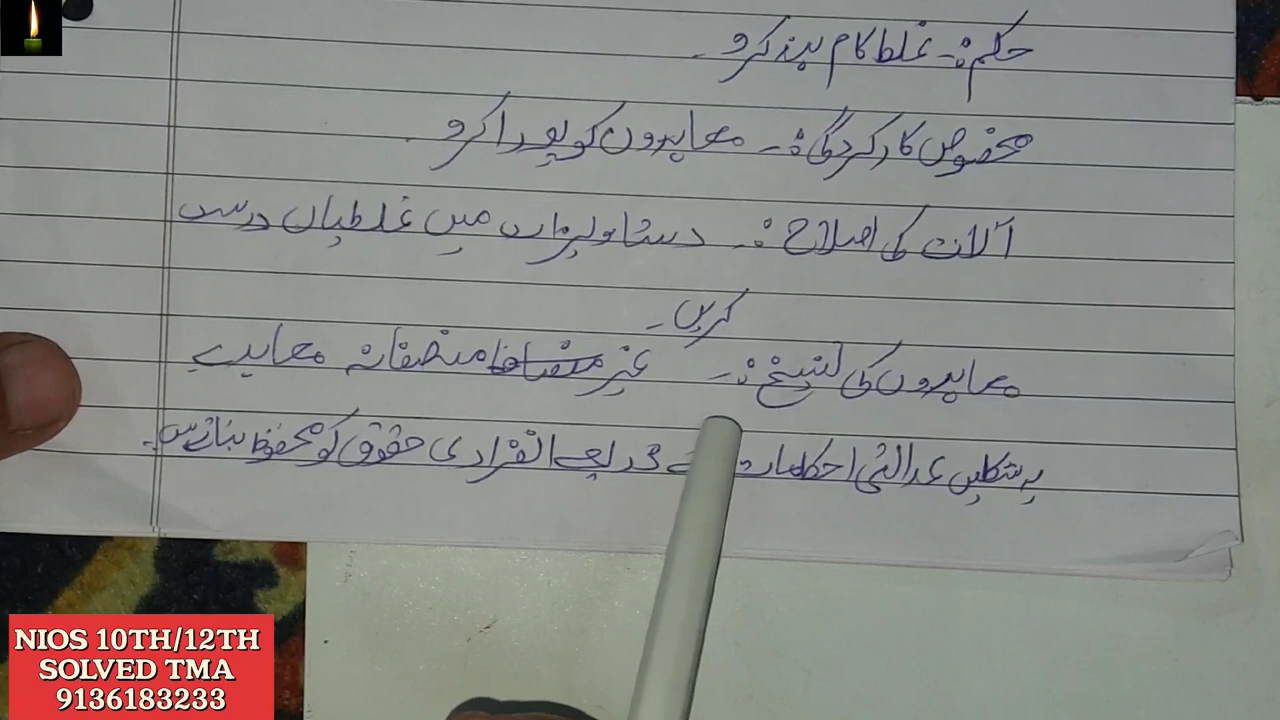 حکم:۔ غلط کام بند کرو۔
مخصوص کارکردگی:۔ معاہدوں کو پورا کرو۔
آلات کی اصلاح:۔ دستاویزات میں غلطیاں درست
کریں۔
معاہدوں کی تنسیخ:۔ غیر منصفانہ معاہدے
یہ شکلیں عدالتی احکامات کے ذریعے انفرادی حقوق کو محفوظ بناتے ہیں۔
NIOS 10TH/12TH
SOLVED TMA
9136183233